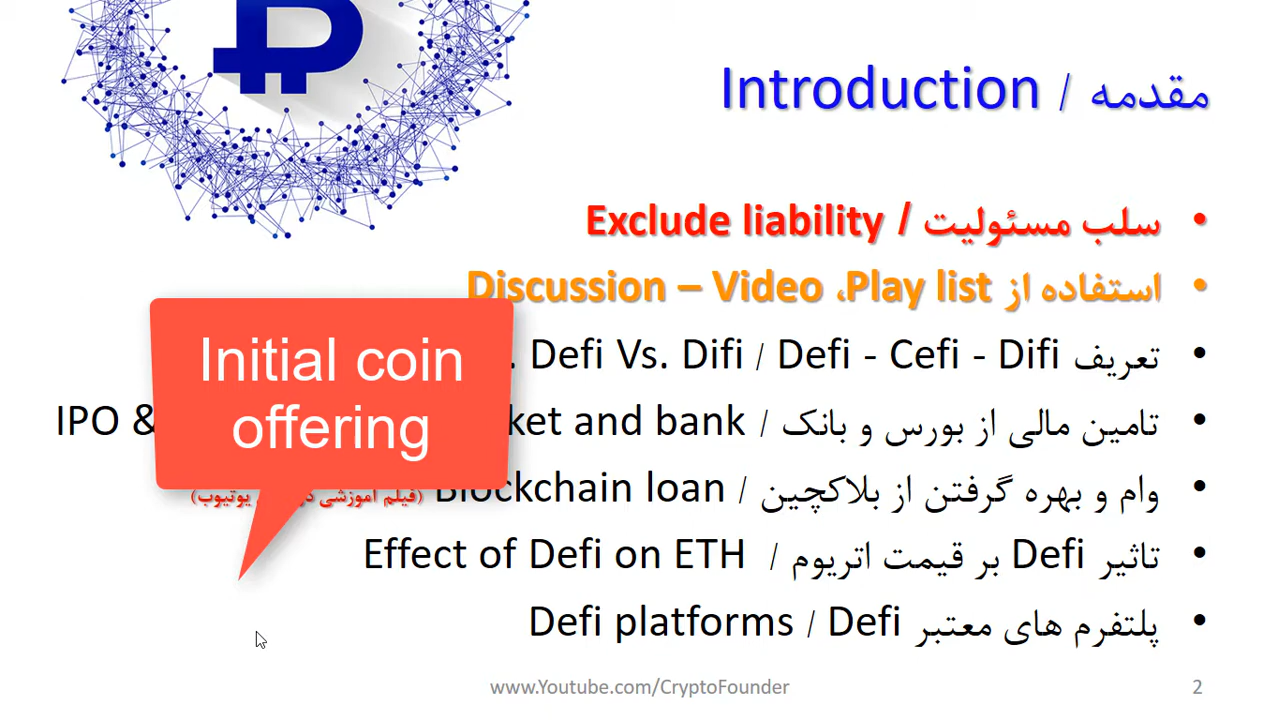 مقدمه / Introduction
سلب مسئولیت / Exclude liability
استفاده از Discussion – Video ،Play list
تعریف Defi Vs. Difi / Defi - Cefi - Difi
تامین مالی از بورس و بانک / and bank IPO &
وام و بهره گرفتن از بلاکچین / Blockchain loan (فیلم آموزشی یوتیوب)
تاثیر Defi بر قیمت اتریوم / Effect of Defi on ETH
پلتفرم های معتبر Defi platforms / Defi
Initial coin
offering
www.Youtube.com/CryptoFounder
2